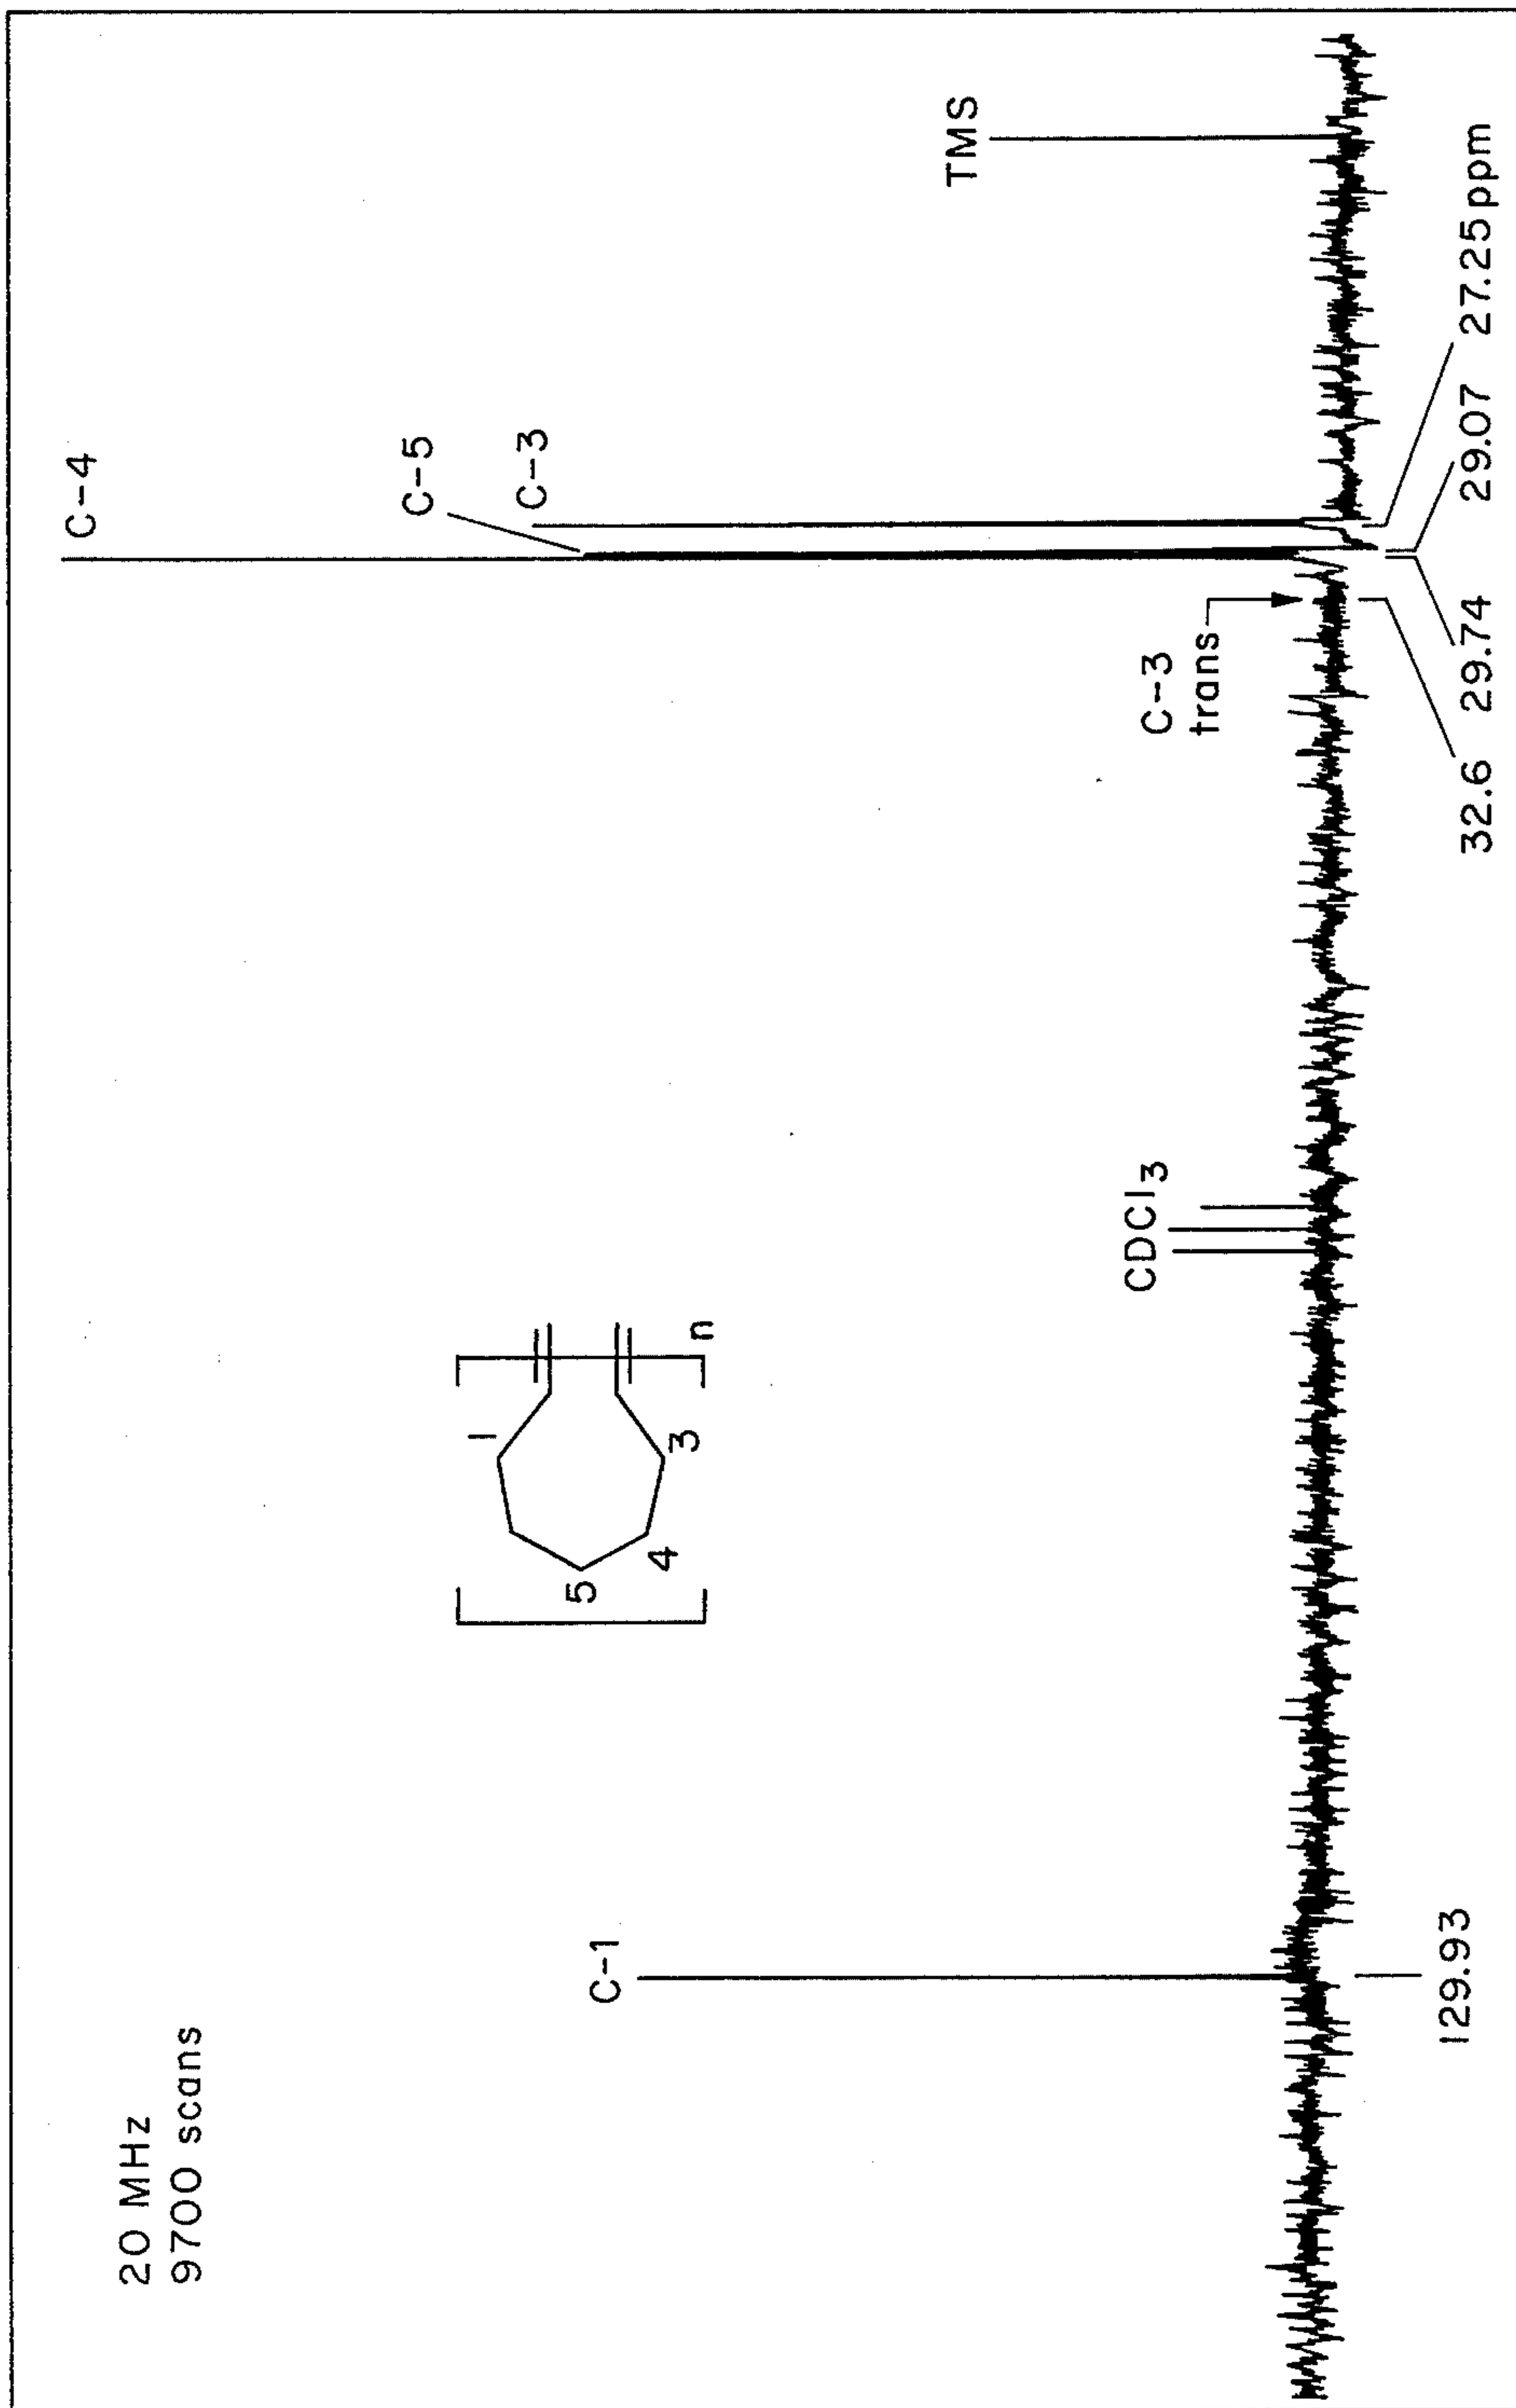 20 MHz
9700 scans
C-4
C-5
C-3
C-1
1
5
4
3
n
CDCl3
C-3
trans
TMS
129.93
32.6 29.74 29.07 27.25 ppm